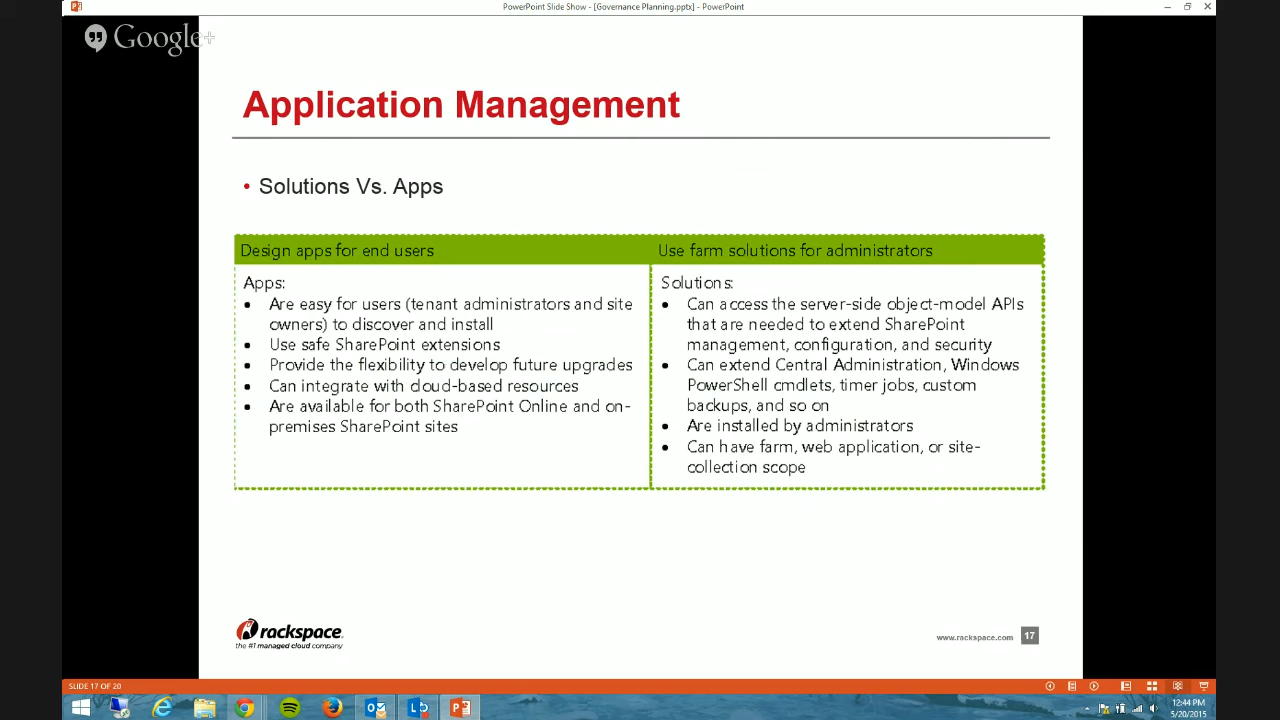 PowerPoint Slide Show - [Governance Planning.pptx] - PowerPoint
Google+
Application Management
• Solutions Vs. Apps
Design apps for end users
Apps:
• Are easy for users (tenant administrators and site
owners) to discover and install
• Use safe SharePoint extensions
• Provide the flexibility to develop future upgrades
• Can integrate with cloud-based resources
• Are available for both SharePoint Online and on-
premises SharePoint sites
Use farm solutions for administrators
Solutions:
• Can access the server-side object-model APIs
that are needed to extend SharePoint
management, configuration, and security
• Can extend Central Administration, Windows
PowerShell cmdlets, timer jobs, custom
backups, and so on
• Are installed by administrators
• Can have farm, web application, or site-
collection scope
rackspace
the #1 managed cloud company
www.rackspace.com 17
SLIDE 17 OF 20
12:44 PM
5/20/2015